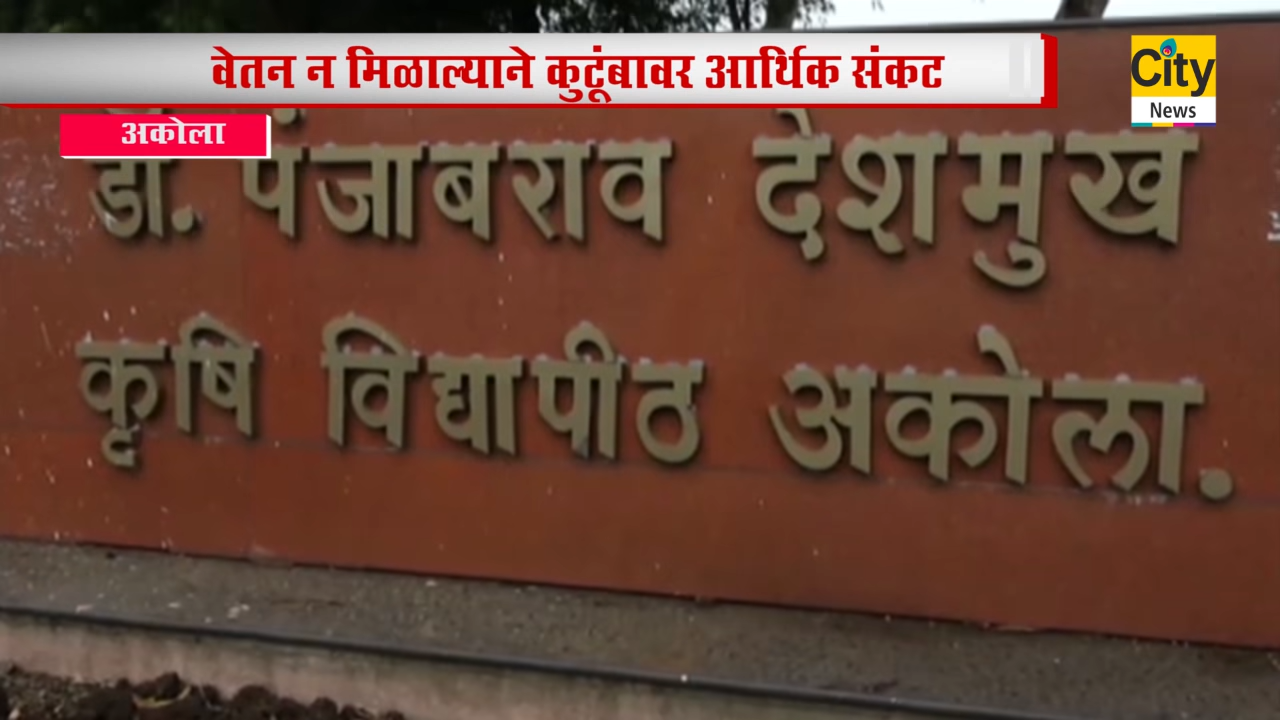 वेतन न मिळाल्याने कुटूंबावर आर्थिक संकट
City
News
अकोला
डॉ. पंजाबराव देशमुख
कृषि विद्यापीठ अकोला.